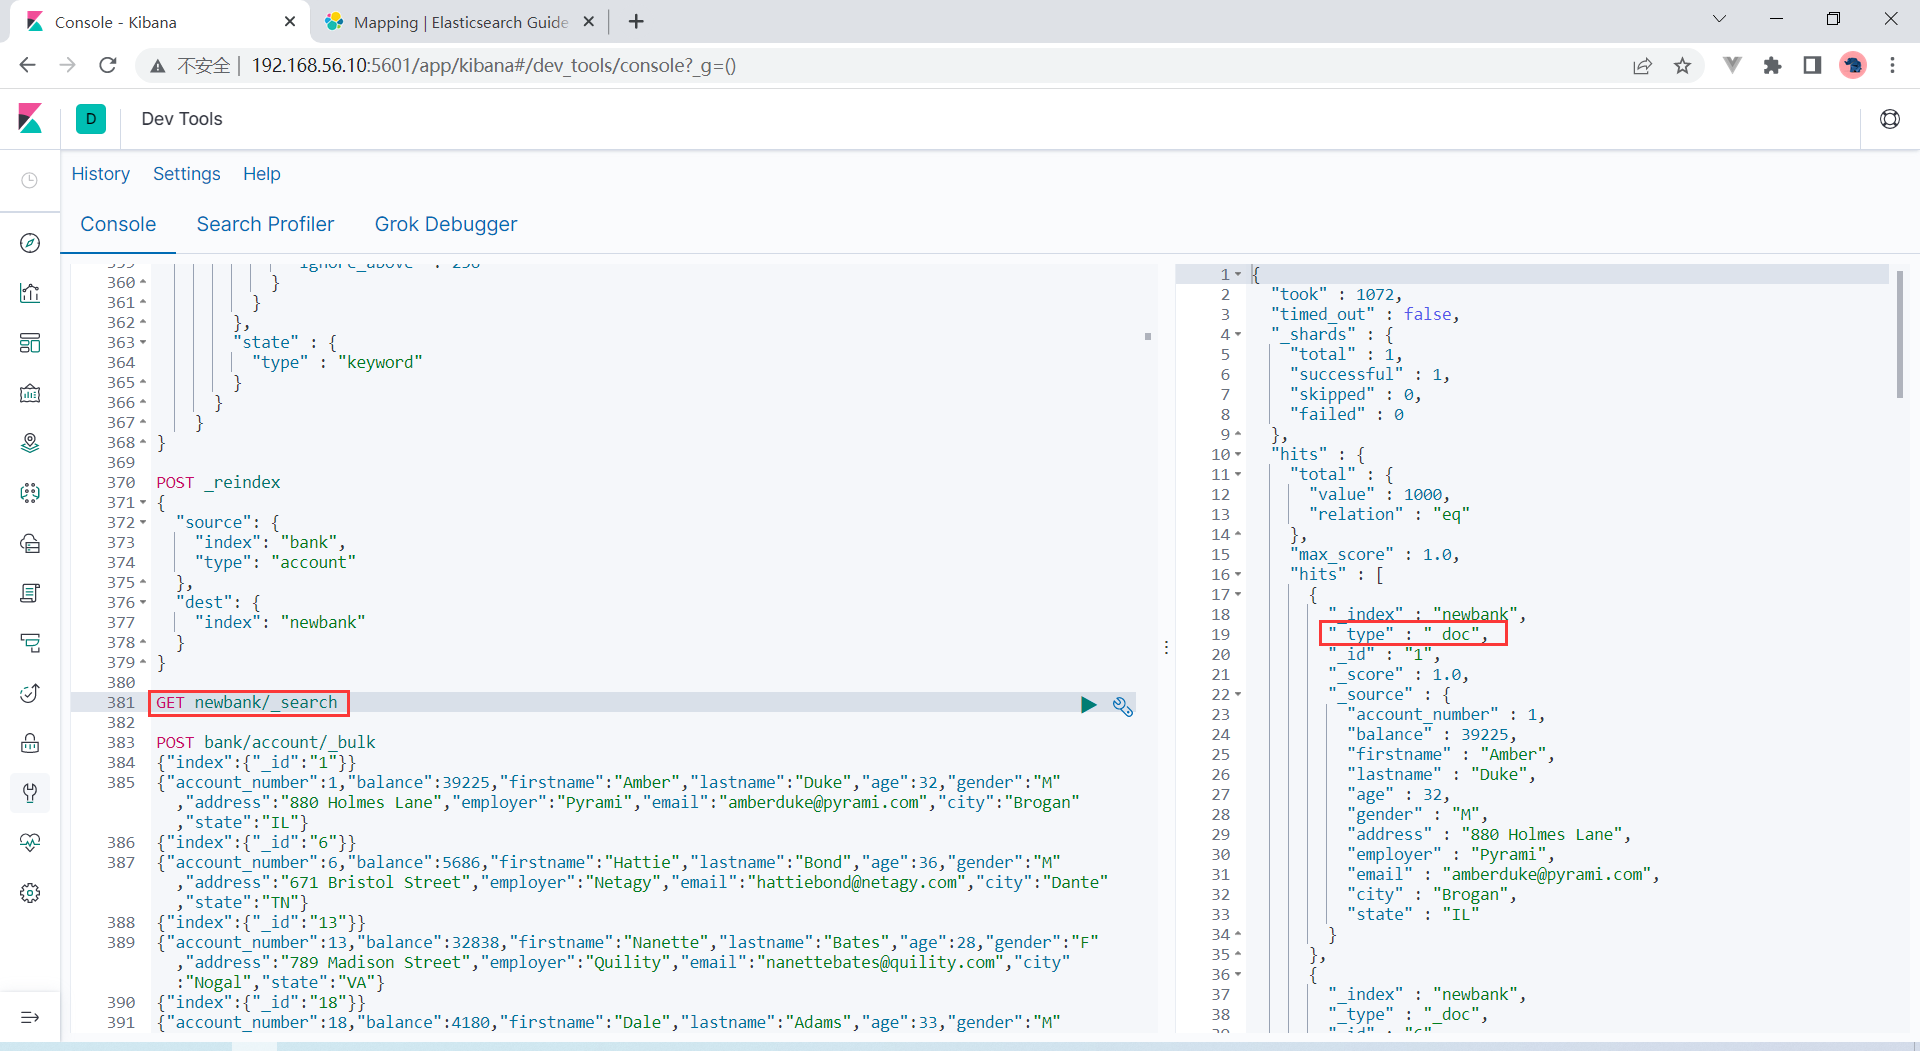 Console - Kibana
Mapping | Elasticsearch Guide
不安全 | 192.168.56.10:5601/app/kibana#/dev_tools/console?_g=()
D
Dev Tools
History Settings Help
Console Search Profiler Grok Debugger
359 "ignore_above" : 256
360 }
361 }
362 },
363 "state" : {
364 "type" : "keyword"
365 }
366 }
367 }
368 }
369
370 POST _reindex
371 {
372 "source": {
373 "index": "bank",
374 "type": "account"
375 },
376 "dest": {
377 "index": "newbank"
378 }
379 }
380
381 GET newbank/_search
382
383 POST bank/account/_bulk
384 {"index":{"_id":"1"}}
385 {"account_number":1,"balance":39225,"firstname":"Amber","lastname":"Duke","age":32,"gender":"M"
,"address":"880 Holmes Lane","employer":"Pyrami","email":"amberduke@pyrami.com","city":"Brogan"
,"state":"IL"}
386 {"index":{"_id":"6"}}
387 {"account_number":6,"balance":5686,"firstname":"Hattie","lastname":"Bond","age":36,"gender":"M"
,"address":"671 Bristol Street","employer":"Netagy","email":"hattiebond@netagy.com","city":"Dante"
,"state":"TN"}
388 {"index":{"_id":"13"}}
389 {"account_number":13,"balance":32838,"firstname":"Nanette","lastname":"Bates","age":28,"gender":"F"
,"address":"789 Madison Street","employer":"Quility","email":"nanettebates@quility.com","city"
:"Nogal","state":"VA"}
390 {"index":{"_id":"18"}}
391 {"account_number":18,"balance":4180,"firstname":"Dale","lastname":"Adams","age":33,"gender":"M"
1 {
2 "took" : 1072,
3 "timed_out" : false,
4 "_shards" : {
5 "total" : 1,
6 "successful" : 1,
7 "skipped" : 0,
8 "failed" : 0
9 },
10 "hits" : {
11 "total" : {
12 "value" : 1000,
13 "relation" : "eq"
14 },
15 "max_score" : 1.0,
16 "hits" : [
17 {
18 "_index" : "newbank",
19 "_type" : "_doc",
20 "_id" : "1",
21 "_score" : 1.0,
22 "_source" : {
23 "account_number" : 1,
24 "balance" : 39225,
25 "firstname" : "Amber",
26 "lastname" : "Duke",
27 "age" : 32,
28 "gender" : "M",
29 "address" : "880 Holmes Lane",
30 "employer" : "Pyrami",
31 "email" : "amberduke@pyrami.com",
32 "city" : "Brogan",
33 "state" : "IL"
34 }
35 },
36 {
37 "_index" : "newbank",
38 "_type" : "_doc",
39 "_id" : "6"